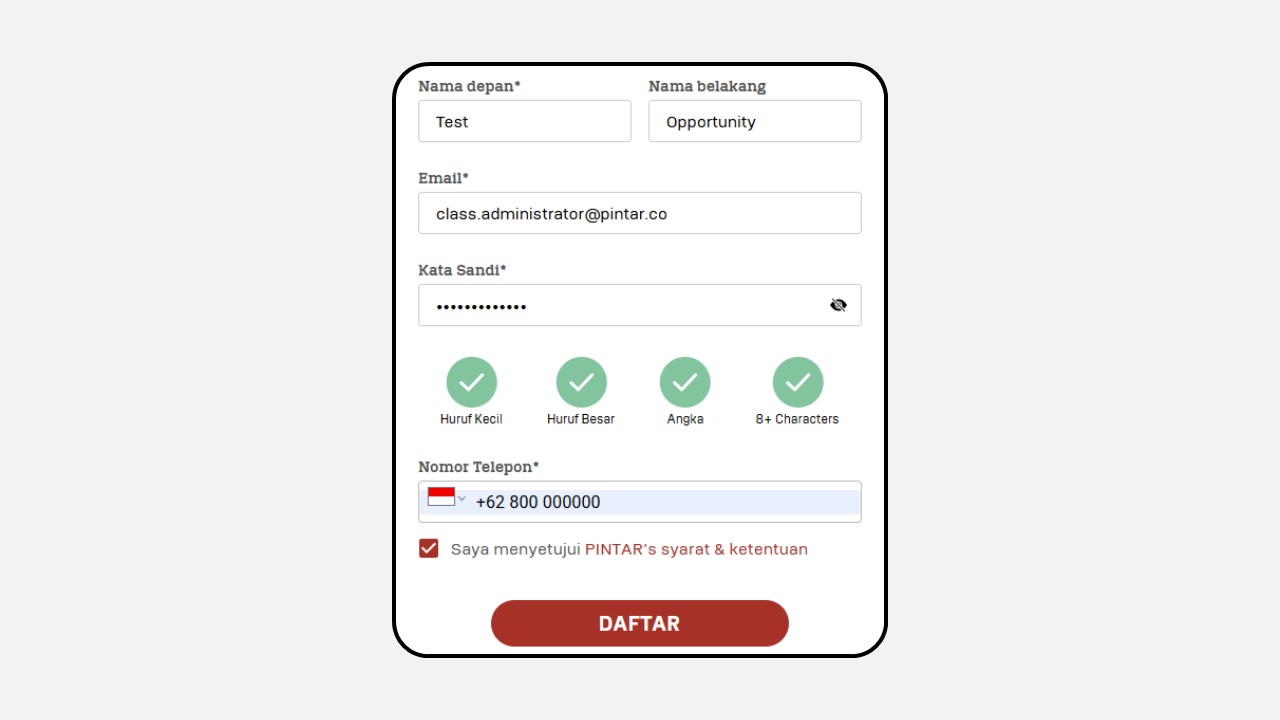 Nama depan* Nama belakang
Test Opportunity
Email*
class.administrator@pintar.co
Kata Sandi*
•••••••••••••
Huruf Kecil Huruf Besar Angka 8+ Characters
Nomor Telepon*
+62 800 000000
Saya menyetujui PINTAR's syarat & ketentuan
DAFTAR